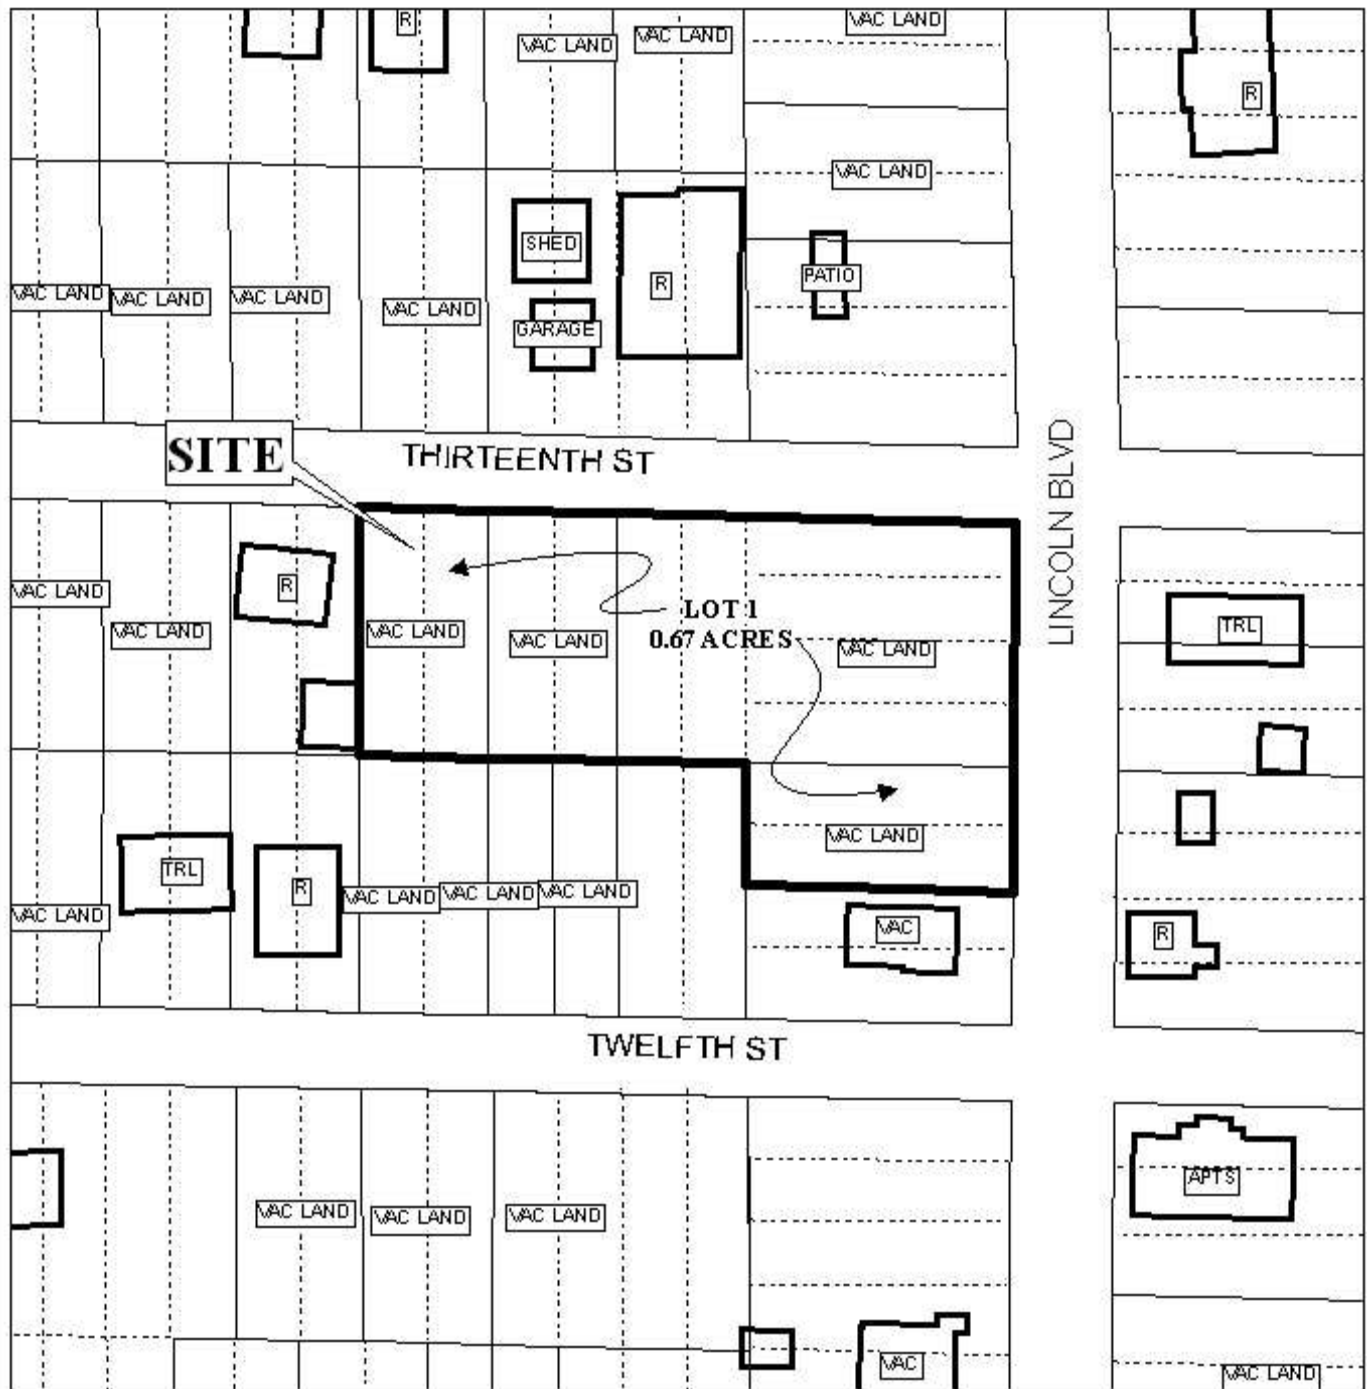 VAC LAND
R
VAC LAND
VAC LAND
R
VAC LAND
SHED
R
PATIO
VAC LAND
VAC LAND
VAC LAND
VAC LAND
GARAGE
SITE
THIRTEENTH ST
LINCOLN BLVD
R
VAC LAND
LOT 1
0.67 ACRES
VAC LAND
VAC LAND
VAC LAND
VAC LAND
TRL
VAC LAND
TRL
R
VAC LAND
VAC LAND
VAC LAND
VAC LAND
VAC
R
TWELFTH ST
APTS
VAC LAND
VAC LAND
VAC LAND
VAC
VAC LAND